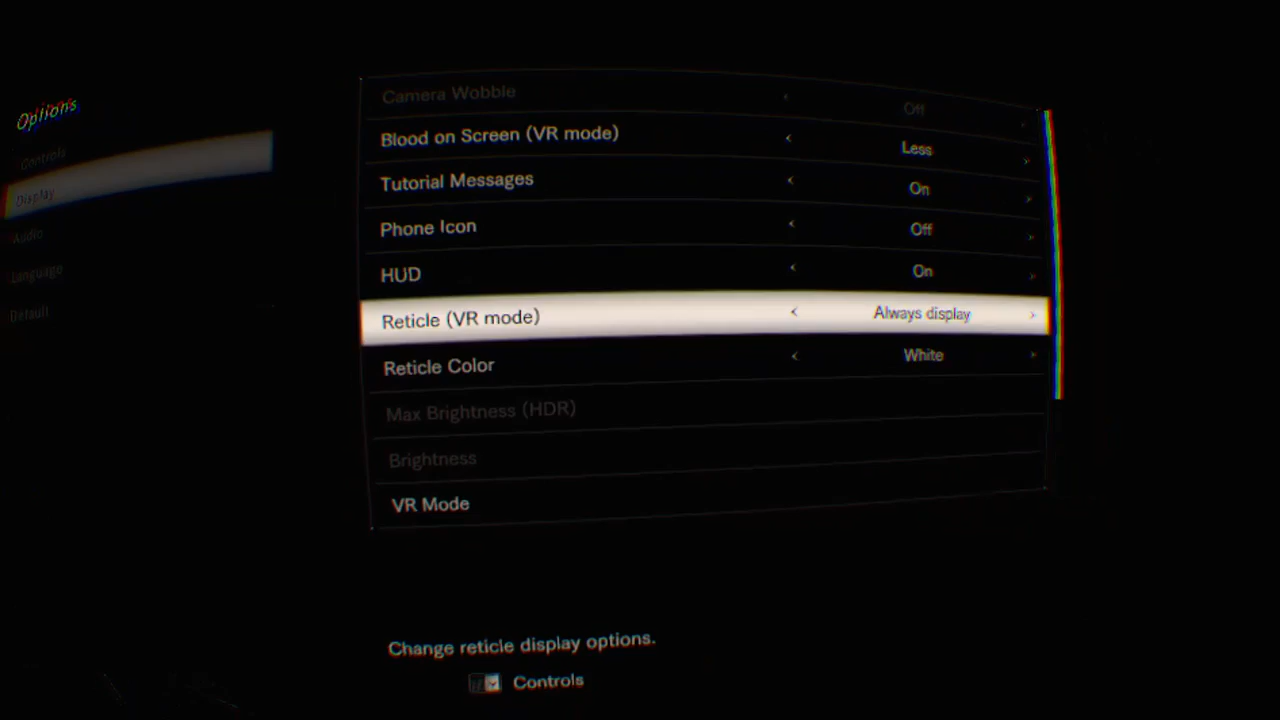 Options
Controls
Display
Audio
Language
Default
Camera Wobble Off
Blood on Screen (VR mode) Less
Tutorial Messages On
Phone Icon Off
HUD On
Reticle (VR mode) Always display
Reticle Color White
Max Brightness (HDR)
Brightness
VR Mode
Change reticle display options.
Controls